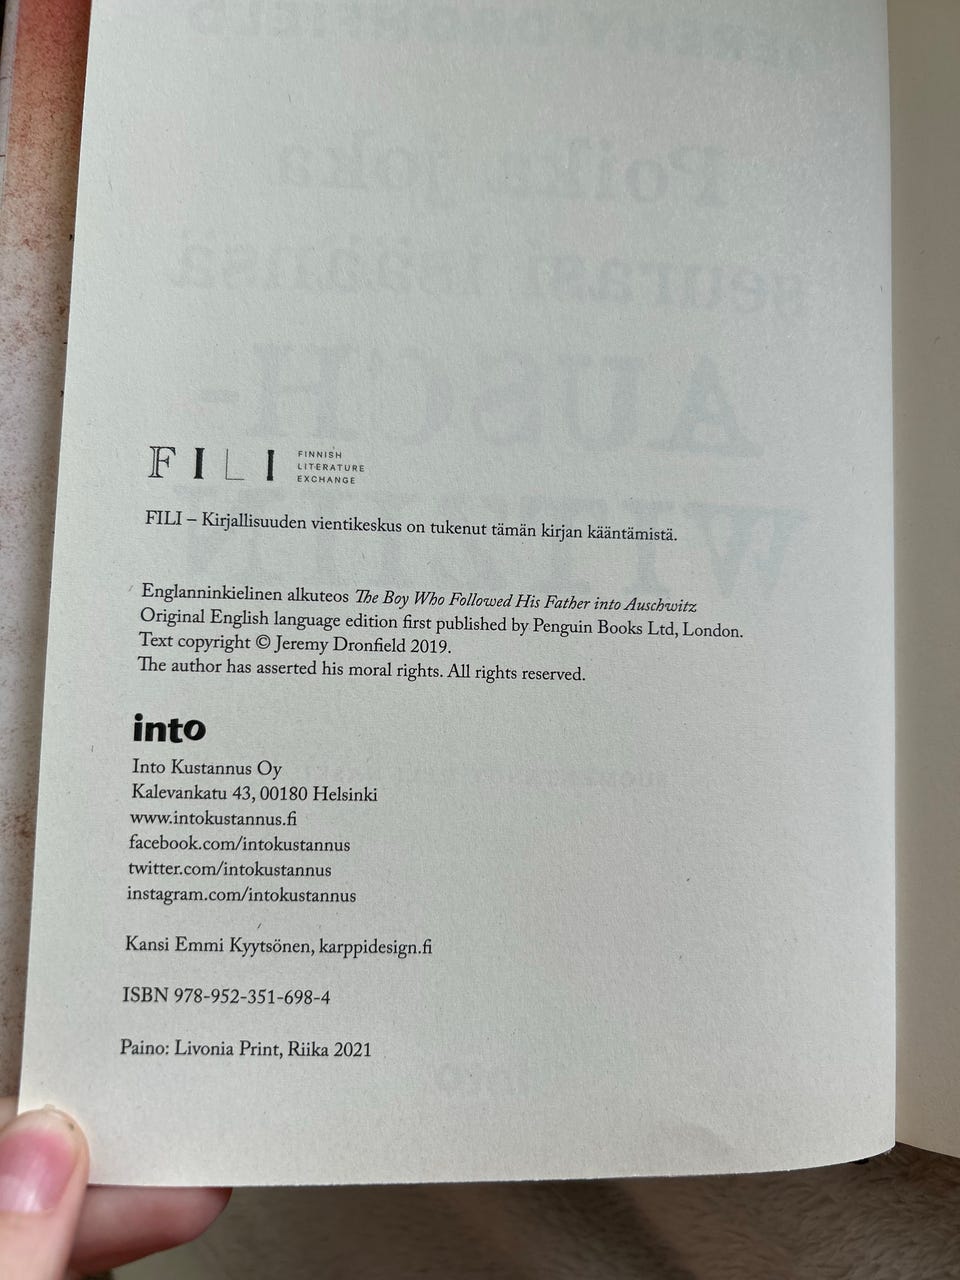 FILI
FINNISH
LITERATURE
EXCHANGE
FILI – Kirjallisuuden vientikeskus on tukenut tämän kirjan kääntämistä.
Englanninkielinen alkuteos The Boy Who Followed His Father into Auschwitz
Original English language edition first published by Penguin Books Ltd, London.
Text copyright © Jeremy Dronfield 2019.
The author has asserted his moral rights. All rights reserved.
into
Into Kustannus Oy
Kalevankatu 43, 00180 Helsinki
www.intokustannus.fi
facebook.com/intokustannus
twitter.com/intokustannus
instagram.com/intokustannus
Kansi Emmi Kyytsönen, karppidesign.fi
ISBN 978-952-351-698-4
Paino: Livonia Print, Riika 2021